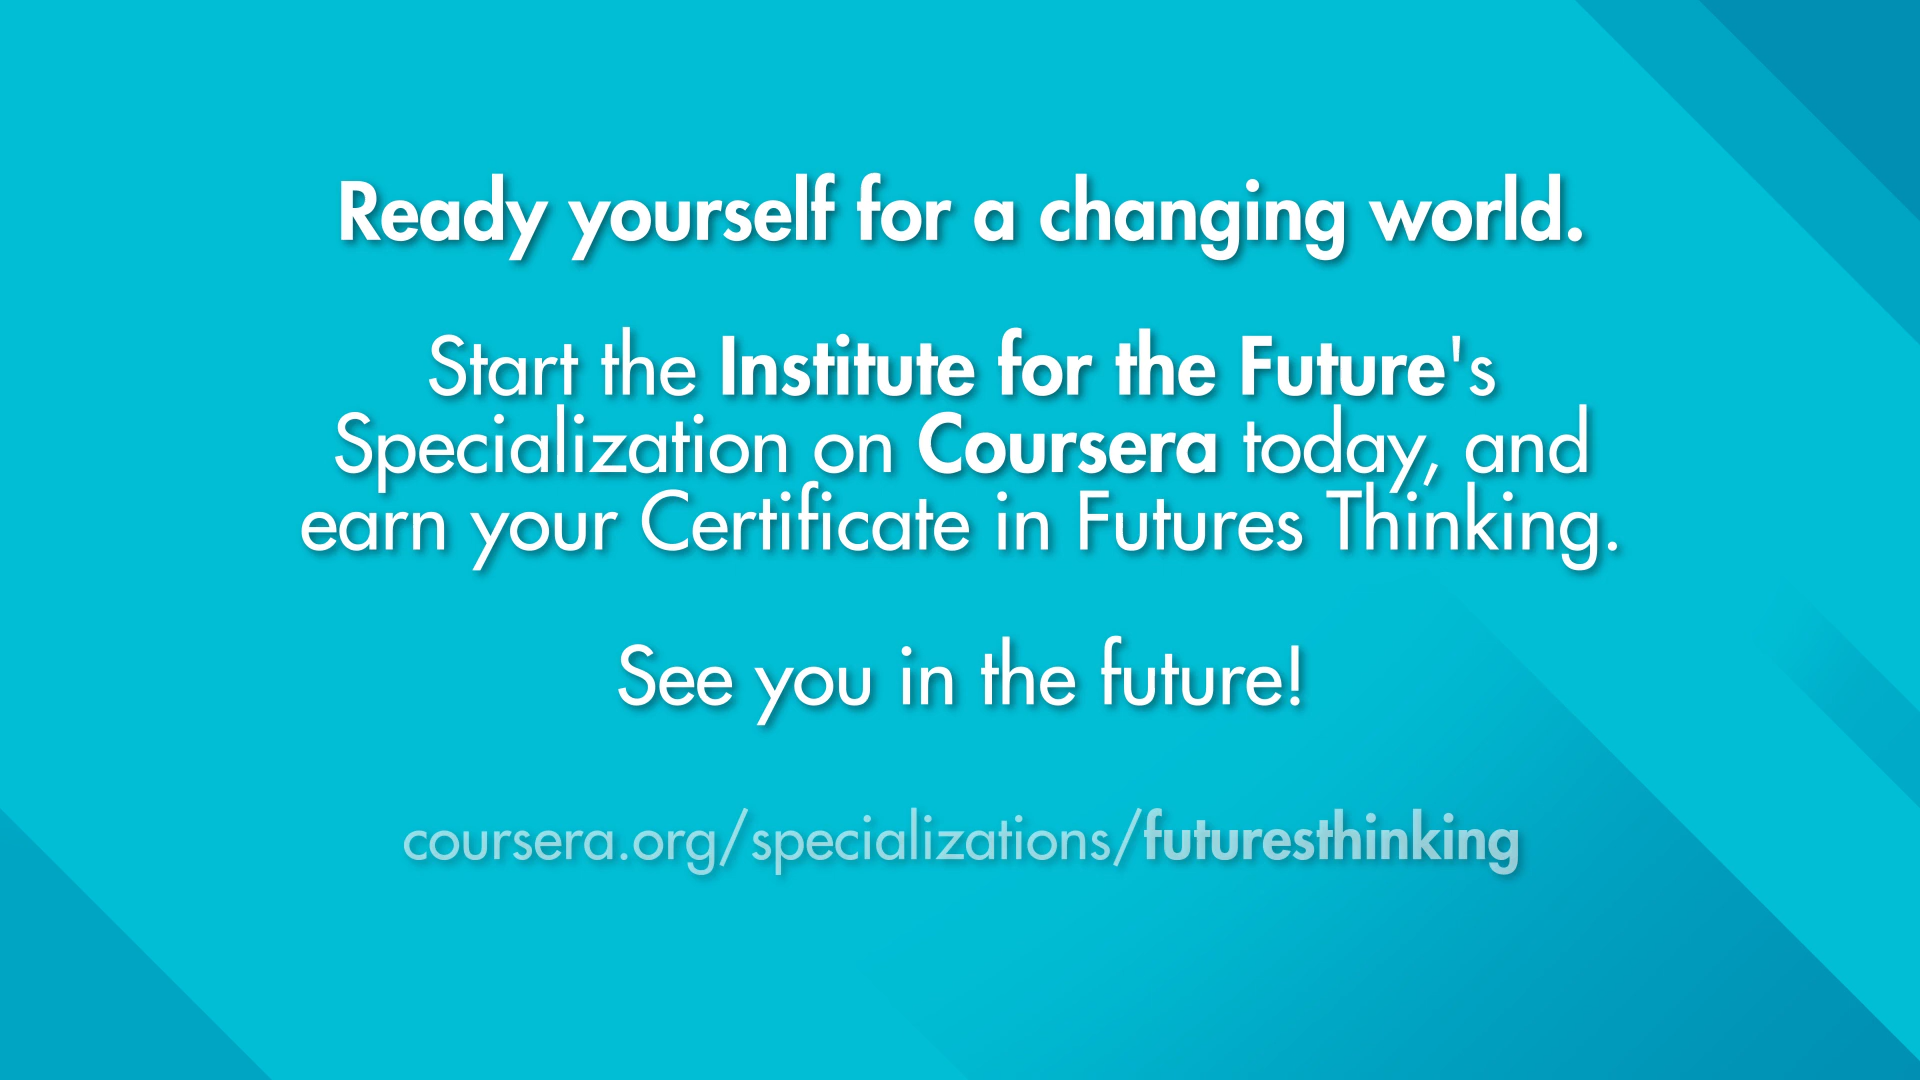 Ready yourself for a changing world.
Start the Institute for the Future's
Specialization on Coursera today, and
earn your Certificate in Futures Thinking.
See you in the future!
coursera.org/specializations/futuresthinking